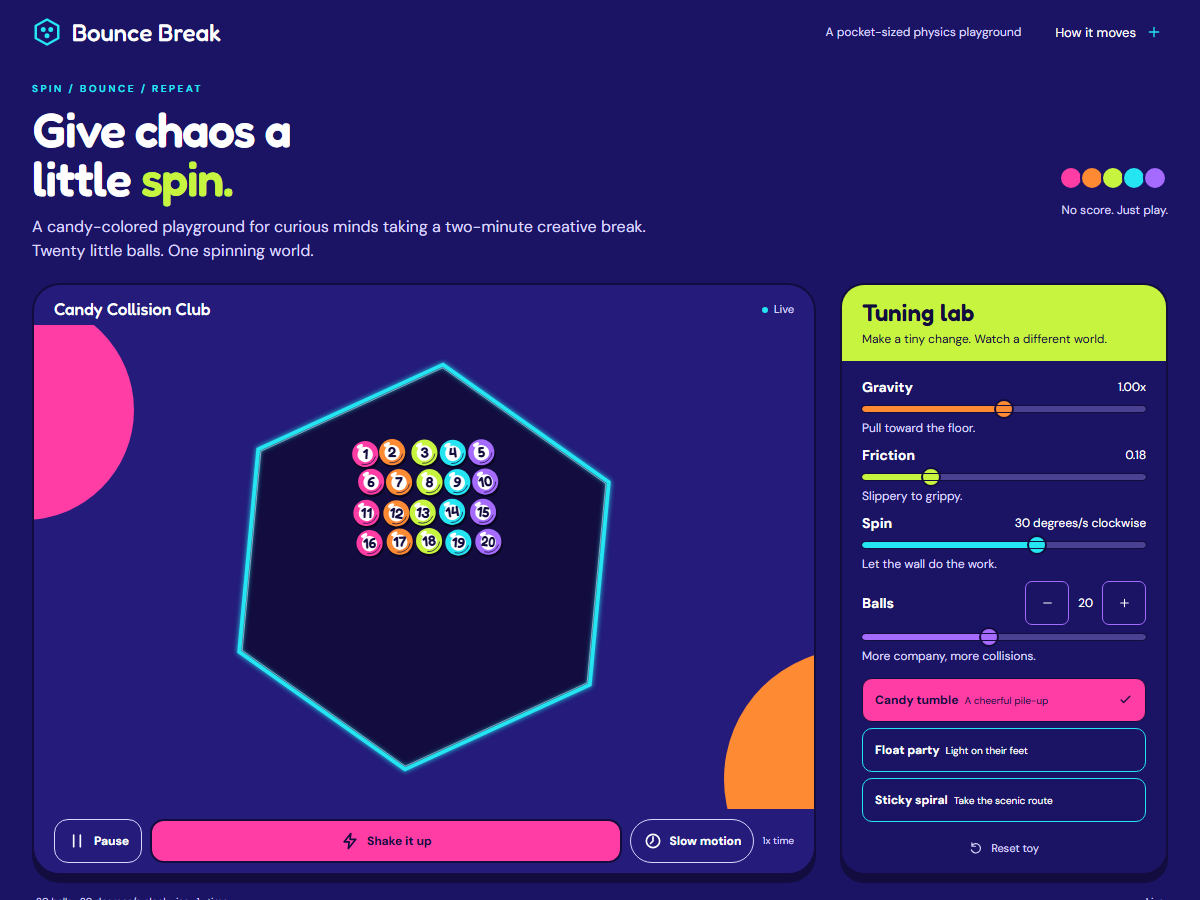 Bounce Break
A pocket-sized physics playground
How it moves +
SPIN / BOUNCE / REPEAT
Give chaos a
little spin.
No score. Just play.
A candy-colored playground for curious minds taking a two-minute creative break.
Twenty little balls. One spinning world.
Candy Collision Club
Live
1 2 3 4 5
6 7 8 9 10
11 12 13 14 15
16 17 18 19 20
Pause
Shake it up
Slow motion
1x time
Tuning lab
Make a tiny change. Watch a different world.
Gravity 1.00x
Pull toward the floor.
Friction 0.18
Slippery to grippy.
Spin 30 degrees/s clockwise
Let the wall do the work.
Balls − 20 +
More company, more collisions.
Candy tumble A cheerful pile-up
Float party Light on their feet
Sticky spiral Take the scenic route
Reset toy